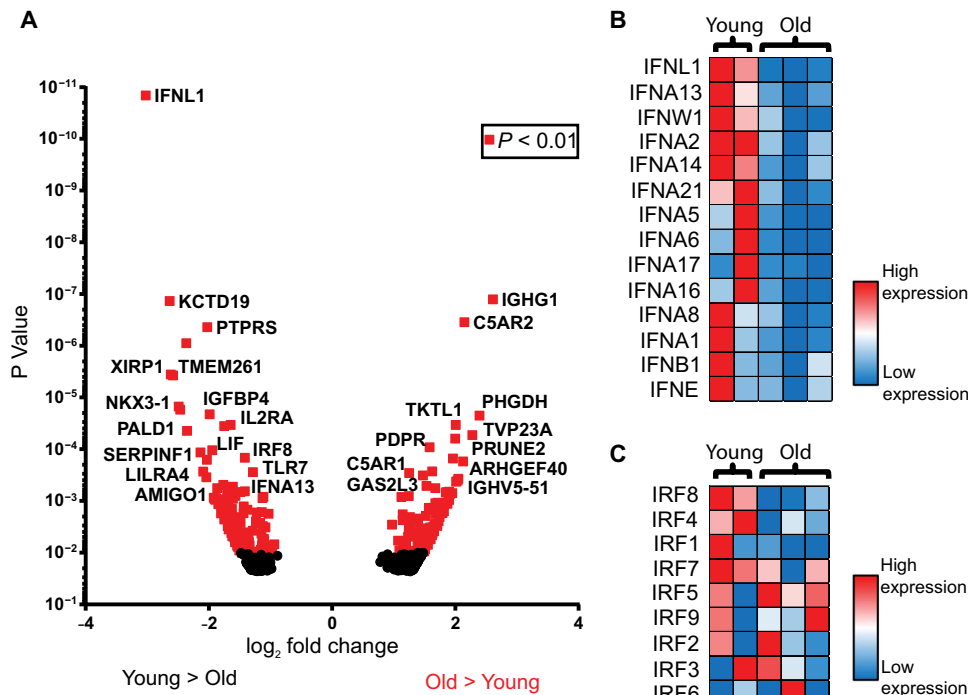 A
P Value
10⁻¹¹
10⁻¹⁰
10⁻⁹
10⁻⁸
10⁻⁷
10⁻⁶
10⁻⁵
10⁻⁴
10⁻³
10⁻²
10⁻¹
IFNL1
P < 0.01
KCTD19
IGHG1
PTPRS
C5AR2
XIRP1 TMEM261
NKX3-1
IGFBP4
PHGDH
PALD1
IL2RA
TKTL1
TVP23A
SERPINF1
LIF
IRF8
PDPR
PRUNE2
LILRA4
TLR7
C5AR1
ARHGEF40
AMIGO1
IFNA13
GAS2L3
IGHV5-51
−4
−2
0
2
4
log₂ fold change
Young > Old
Old > Young
B
Young Old
IFNL1
IFNA13
IFNW1
IFNA2
IFNA14
IFNA21
IFNA5
IFNA6
IFNA17
IFNA16
IFNA8
IFNA1
IFNB1
IFNE
High
expression
Low
expression
C
Young Old
IRF8
IRF4
IRF1
IRF7
IRF5
IRF9
IRF2
IRF3
IRF6
High
expression
Low
expression